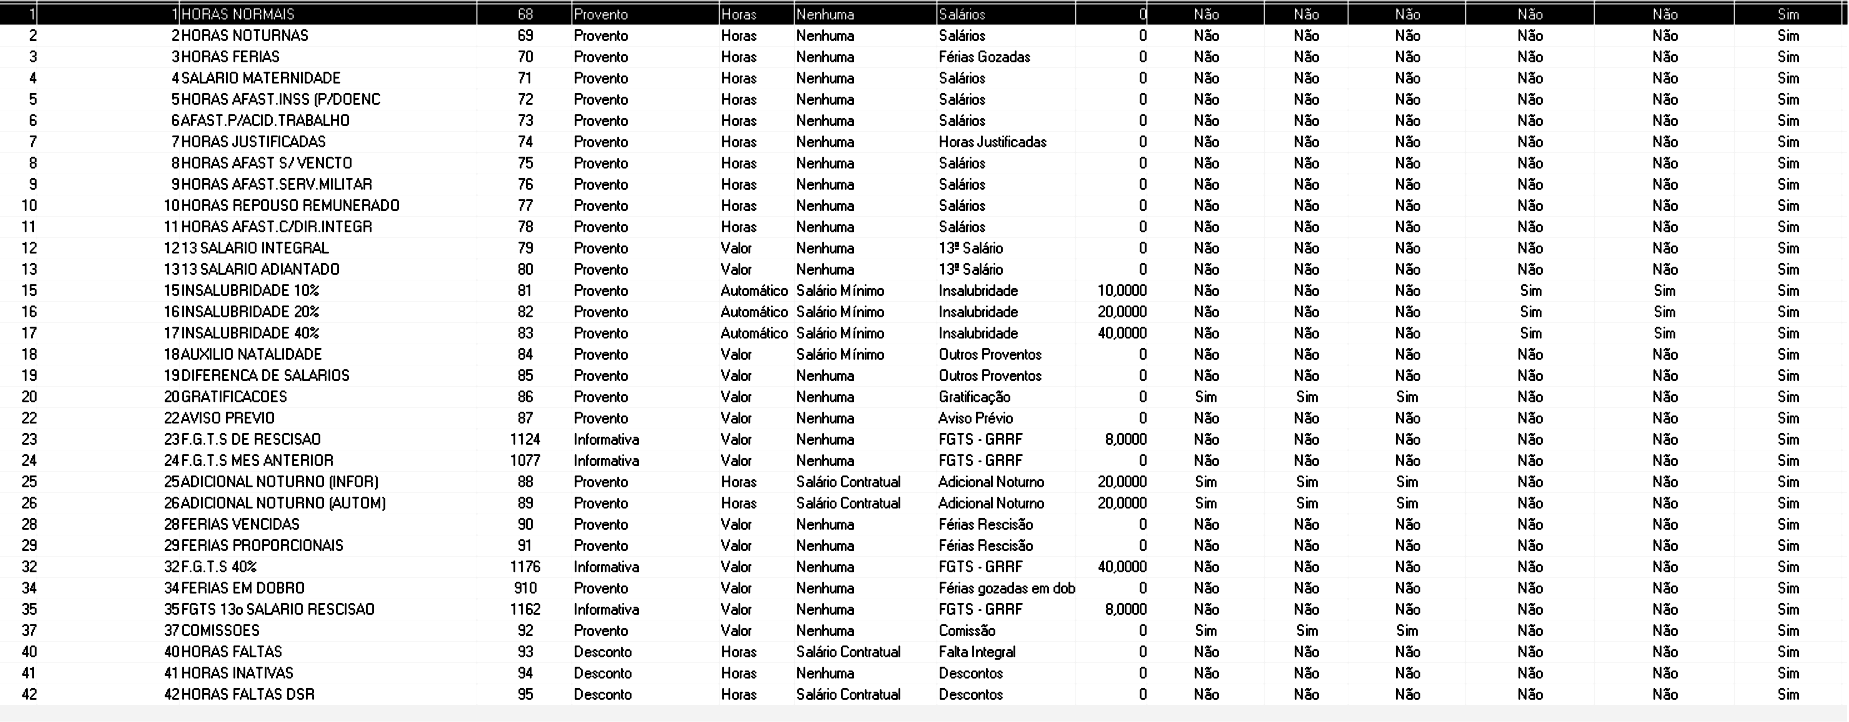 1 1 HORAS NORMAIS 68 Provento Horas Nenhuma Salários 0 Não Não Não Não Não Sim
2 2 HORAS NOTURNAS 69 Provento Horas Nenhuma Salários 0 Não Não Não Não Não Sim
3 3 HORAS FERIAS 70 Provento Horas Nenhuma Férias Gozadas 0 Não Não Não Não Não Sim
4 4 SALARIO MATERNIDADE 71 Provento Horas Nenhuma Salários 0 Não Não Não Não Não Sim
5 5 HORAS AFAST.INSS (P/DOENC 72 Provento Horas Nenhuma Salários 0 Não Não Não Não Não Sim
6 6 AFAST.P/ACID.TRABALHO 73 Provento Horas Nenhuma Salários 0 Não Não Não Não Não Sim
7 7 HORAS JUSTIFICADAS 74 Provento Horas Nenhuma Horas Justificadas 0 Não Não Não Não Não Sim
8 8 HORAS AFAST S/ VENCTO 75 Provento Horas Nenhuma Salários 0 Não Não Não Não Não Sim
9 9 HORAS AFAST.SERV.MILITAR 76 Provento Horas Nenhuma Salários 0 Não Não Não Não Não Sim
10 10 HORAS REPOUSO REMUNERADO 77 Provento Horas Nenhuma Salários 0 Não Não Não Não Não Sim
11 11 HORAS AFAST.C/DIR.INTEGR 78 Provento Horas Nenhuma Salários 0 Não Não Não Não Não Sim
12 12 13 SALARIO INTEGRAL 79 Provento Valor Nenhuma 13º Salário 0 Não Não Não Não Não Sim
13 13 13 SALARIO ADIANTADO 80 Provento Valor Nenhuma 13º Salário 0 Não Não Não Não Não Sim
15 15 INSALUBRIDADE 10% 81 Provento Automático Salário Mínimo Insalubridade 10,0000 Não Não Não Sim Sim Sim
16 16 INSALUBRIDADE 20% 82 Provento Automático Salário Mínimo Insalubridade 20,0000 Não Não Não Sim Sim Sim
17 17 INSALUBRIDADE 40% 83 Provento Automático Salário Mínimo Insalubridade 40,0000 Não Não Não Sim Sim Sim
18 18 AUXILIO NATALIDADE 84 Provento Valor Salário Mínimo Outros Proventos 0 Não Não Não Não Não Sim
19 19 DIFERENCA DE SALARIOS 85 Provento Valor Nenhuma Outros Proventos 0 Não Não Não Não Não Sim
20 20 GRATIFICACOES 86 Provento Valor Nenhuma Gratificação 0 Sim Sim Sim Não Não Sim
22 22 AVISO PREVIO 87 Provento Valor Nenhuma Aviso Prévio 0 Não Não Não Não Não Sim
23 23 F.G.T.S DE RESCISAO 1124 Informativa Valor Nenhuma FGTS - GRRF 8,0000 Não Não Não Não Não Sim
24 24 F.G.T.S MES ANTERIOR 1077 Informativa Valor Nenhuma FGTS - GRRF 0 Não Não Não Não Não Sim
25 25 ADICIONAL NOTURNO (INFOR) 88 Provento Horas Salário Contratual Adicional Noturno 20,0000 Sim Sim Sim Não Não Sim
26 26 ADICIONAL NOTURNO (AUTOM) 89 Provento Horas Salário Contratual Adicional Noturno 20,0000 Sim Sim Sim Não Não Sim
28 28 FERIAS VENCIDAS 90 Provento Valor Nenhuma Férias Rescisão 0 Não Não Não Não Não Sim
29 29 FERIAS PROPORCIONAIS 91 Provento Valor Nenhuma Férias Rescisão 0 Não Não Não Não Não Sim
32 32 F.G.T.S 40% 1176 Informativa Valor Nenhuma FGTS - GRRF 40,0000 Não Não Não Não Não Sim
34 34 FERIAS EM DOBRO 910 Provento Valor Nenhuma Férias gozadas em dob 0 Não Não Não Não Não Sim
35 35 FGTS 13o SALARIO RESCISAO 1162 Informativa Valor Nenhuma FGTS - GRRF 8,0000 Não Não Não Não Não Sim
37 37 COMISSOES 92 Provento Valor Nenhuma Comissão 0 Sim Sim Sim Não Não Sim
40 40 HORAS FALTAS 93 Desconto Horas Salário Contratual Falta Integral 0 Não Não Não Não Não Sim
41 41 HORAS INATIVAS 94 Desconto Horas Nenhuma Descontos 0 Não Não Não Não Não Sim
42 42 HORAS FALTAS DSR 95 Desconto Horas Salário Contratual Descontos 0 Não Não Não Não Não Sim